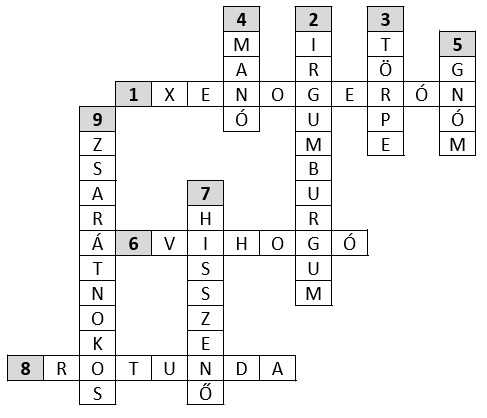 4 2 3
M I T 5
A R Ö G
1 X E N O G E R Ó N
9 Ó U P Ó
Z M E M
S B
A 7 U
R H R
Á 6 V I H O G Ó
T S U
N S M
O Z
K E
8 R O T U N D A
S Ő